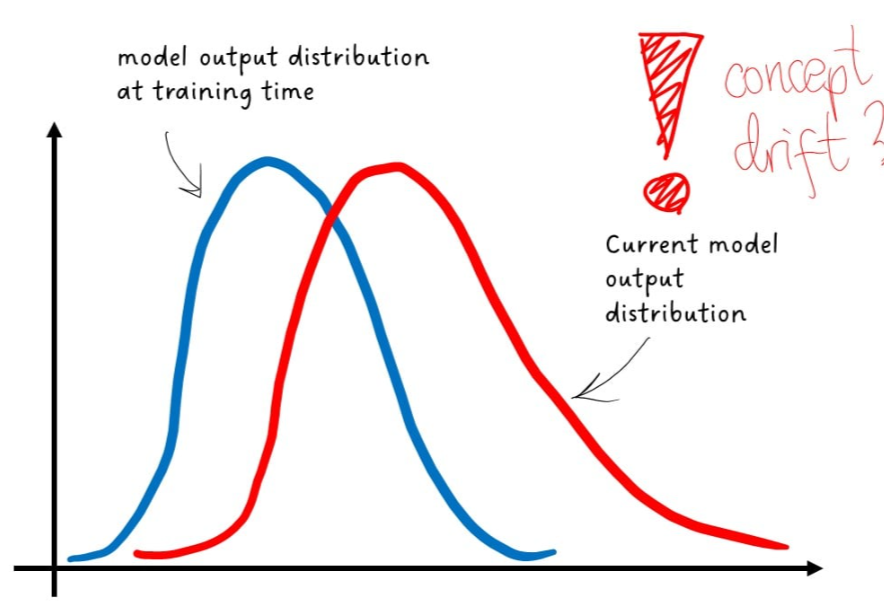 model output distribution
at training time
concept
drift?
Current model
output
distribution